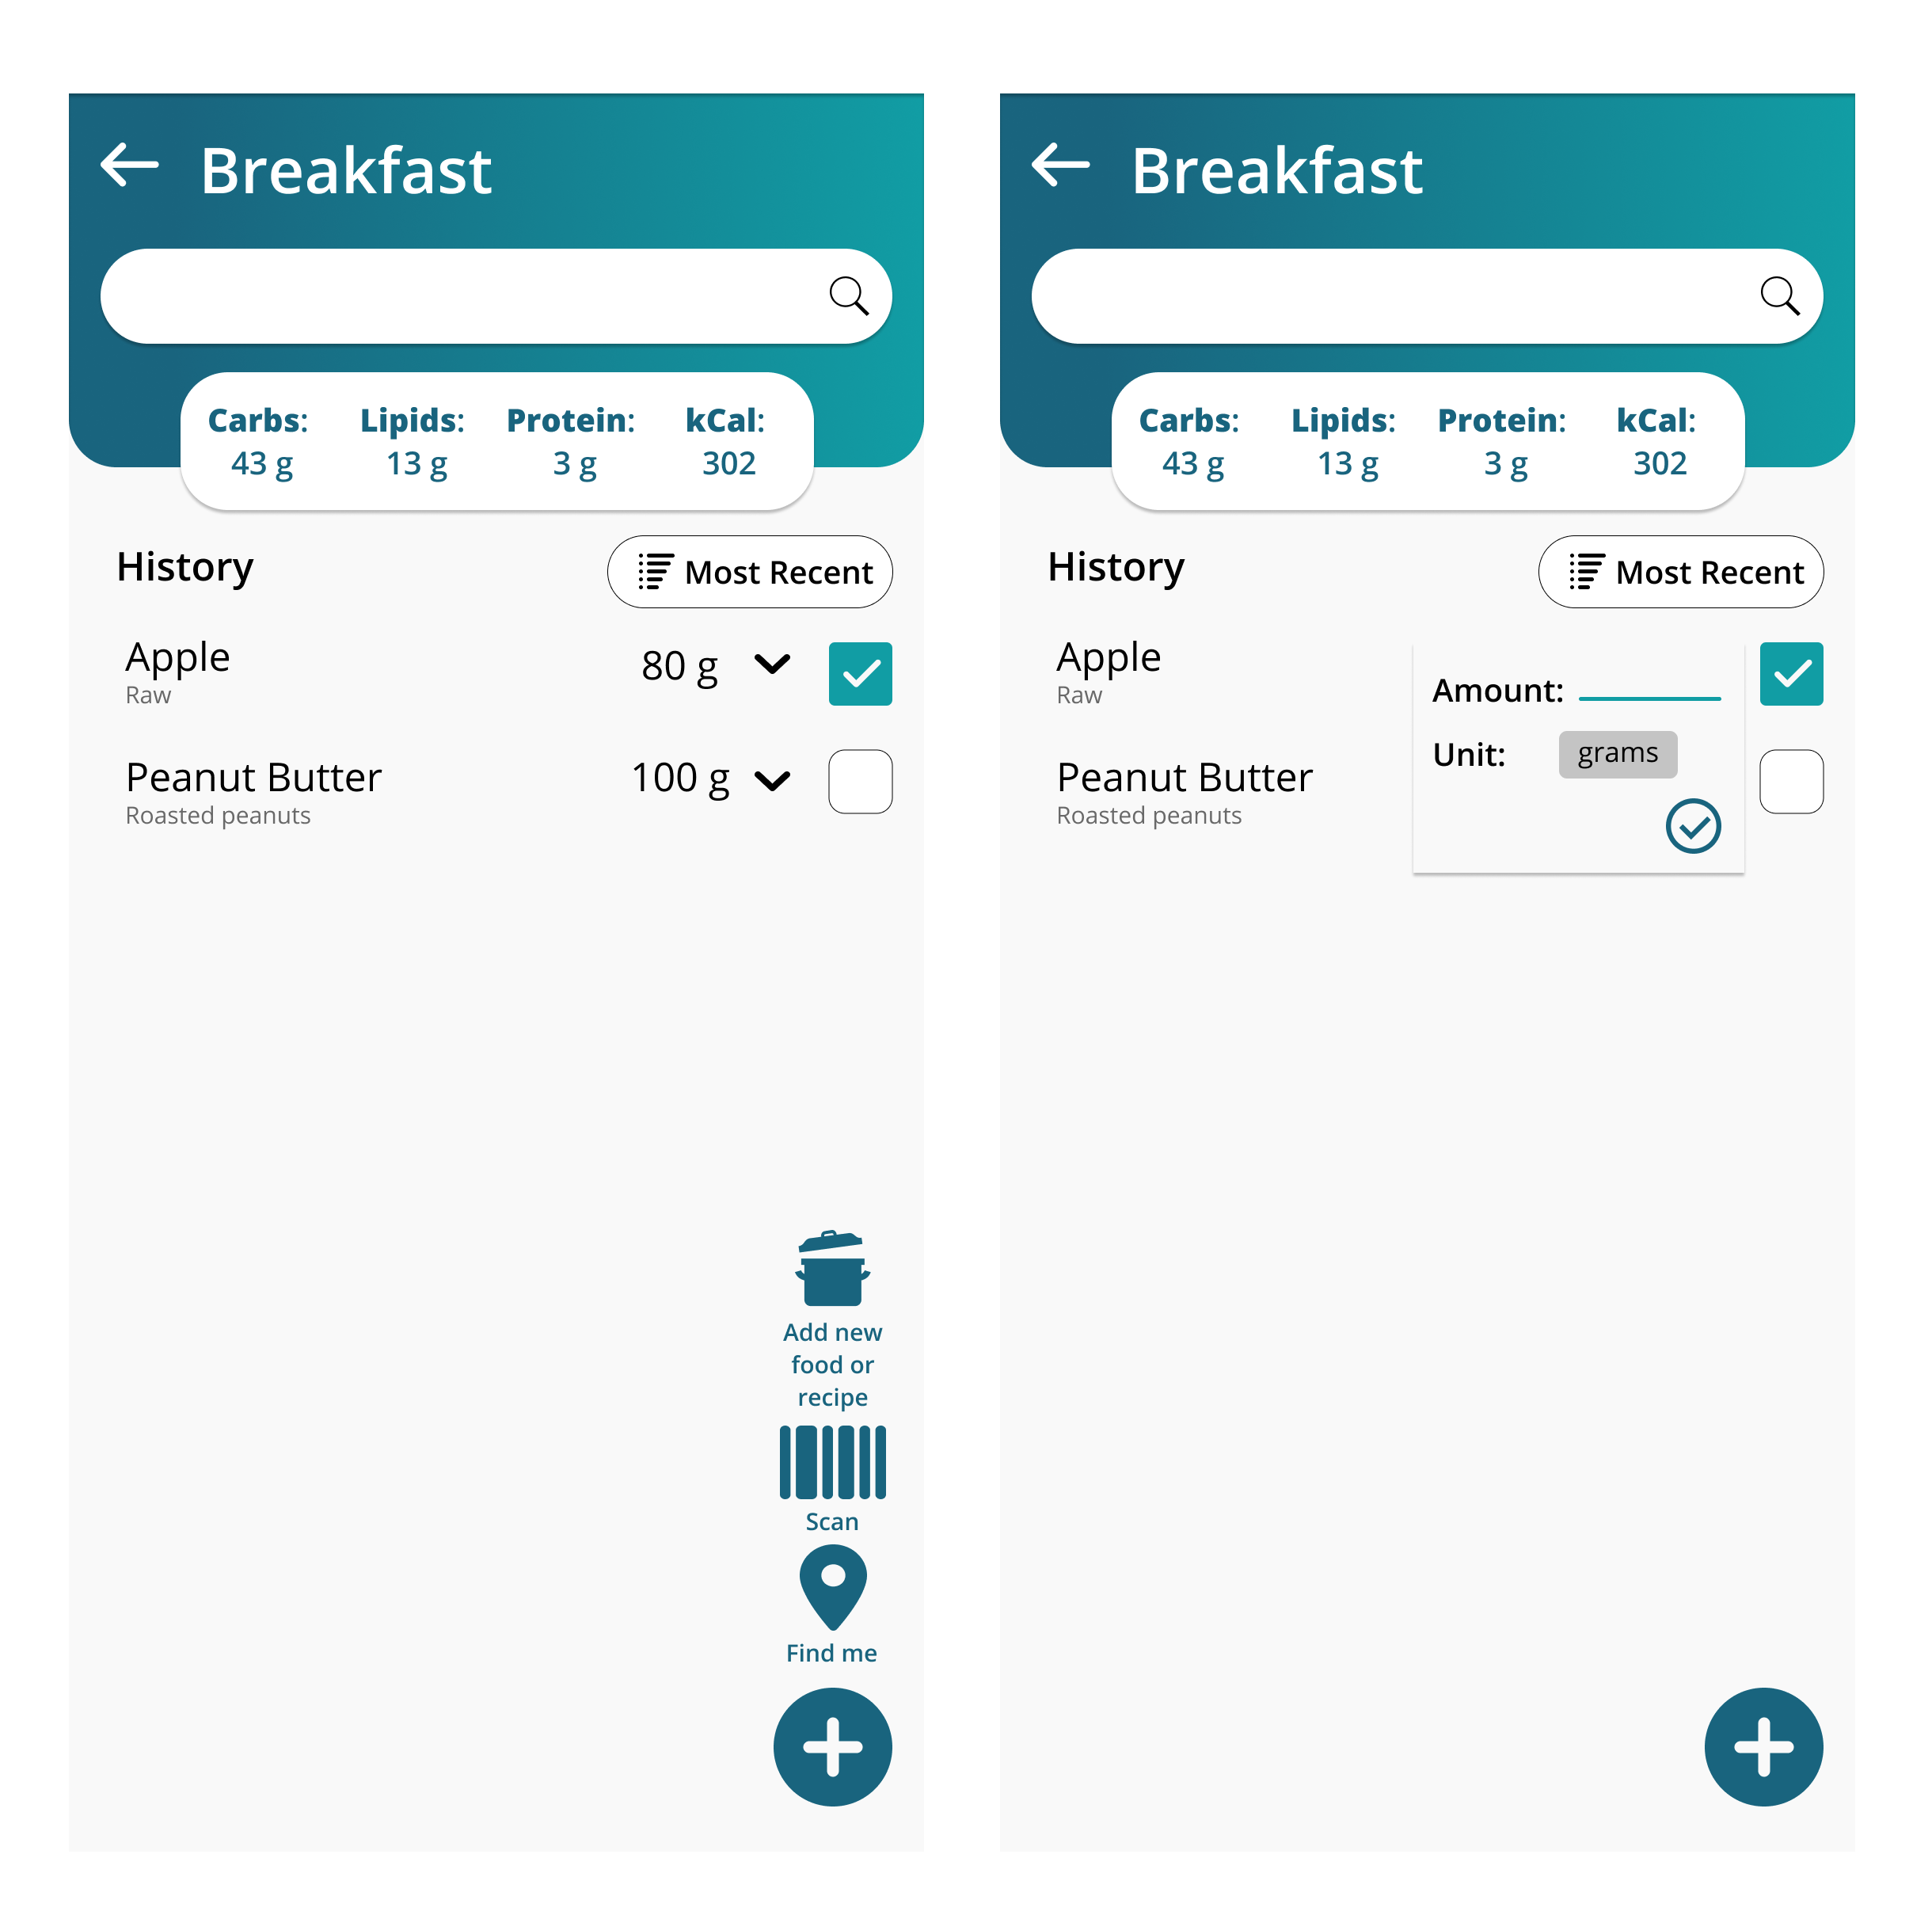 Breakfast
Carbs: Lipids: Protein: kCal:
43 g 13 g 3 g 302
History Most Recent
Apple 80 g
Raw
Peanut Butter 100 g
Roasted peanuts
Add new
food or
recipe
Scan
Find me
Breakfast
Carbs: Lipids: Protein: kCal:
43 g 13 g 3 g 302
History Most Recent
Apple
Raw
Amount:
Unit: grams
Peanut Butter
Roasted peanuts